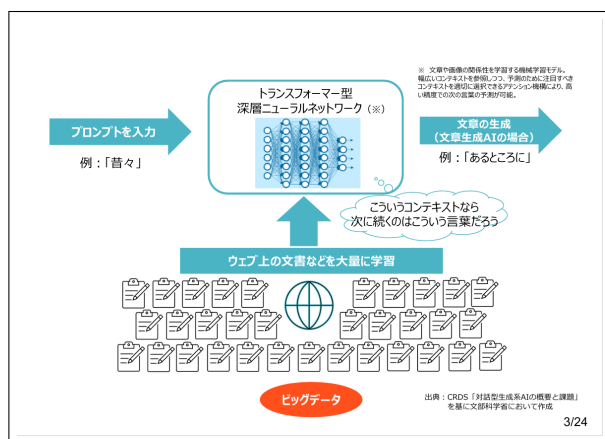 トランスフォーマー型
深層ニューラルネットワーク（※）
※ 文章や画像の関係性を学習する機械学習モデル。
幅広いコンテキストを参照しつつ、予測のために注目すべき
コンテキストを適切に選択できるアテンション機構により、高
い精度での次の言葉の予測が可能。
プロンプトを入力
例：「昔々」
文章の生成
（文章生成AIの場合）
例：「あるところに」
こういうコンテキストなら
次に続くのはこういう言葉だろう
ウェブ上の文書などを大量に学習
ビッグデータ
出典：CRDS「対話型生成系AIの概要と課題」
を基に文部科学省において作成
3/24